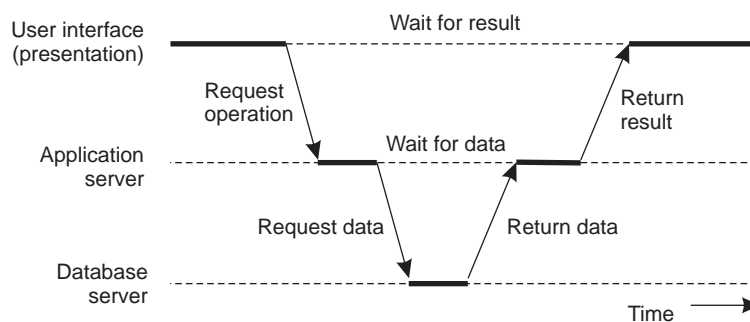 User interface
(presentation)
Wait for result
Request
operation
Return
result
Application
server
Wait for data
Request data
Return data
Database
server
Time